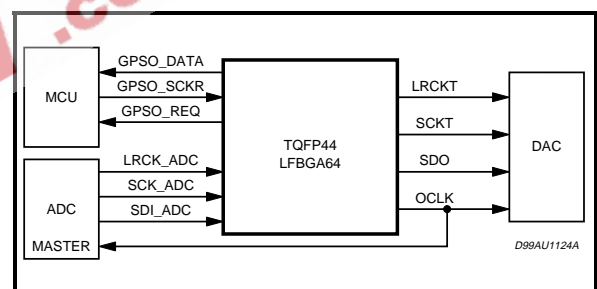 GPSO_DATA
MCU
GPSO_SCKR
GPSO_REQ
LRCK_ADC
SCK_ADC
ADC
SDI_ADC
MASTER
TQFP44
LFBGA64
LRCKT
SCKT
SDO
OCLK
DAC
D99AU1124A